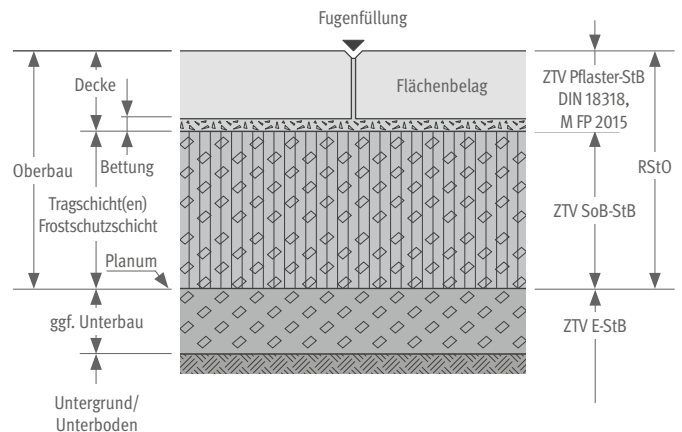 Fugenfüllung
Decke
Flächenbelag
ZTV Pflaster-StB
DIN 18318,
M FP 2015
Oberbau
Bettung
RStO
Tragschicht(en)
Frostschutzschicht
ZTV SoB-StB
Planum
ggf. Unterbau
ZTV E-StB
Untergrund/
Unterboden